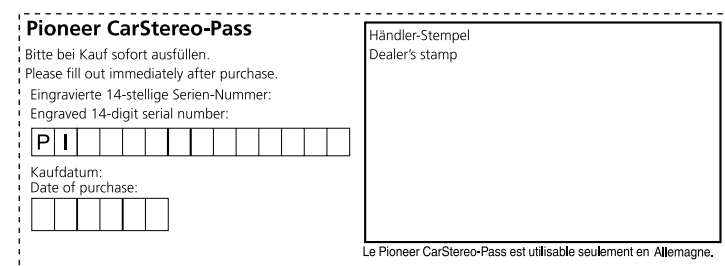 Pioneer CarStereo-Pass
Bitte bei Kauf sofort ausfüllen.
Please fill out immediately after purchase.
Eingravierte 14-stellige Serien-Nummer:
Engraved 14-digit serial number:
P I
Kaufdatum:
Date of purchase:
Händler-Stempel
Dealer's stamp
Le Pioneer CarStereo-Pass est utilisable seulement en Allemagne.